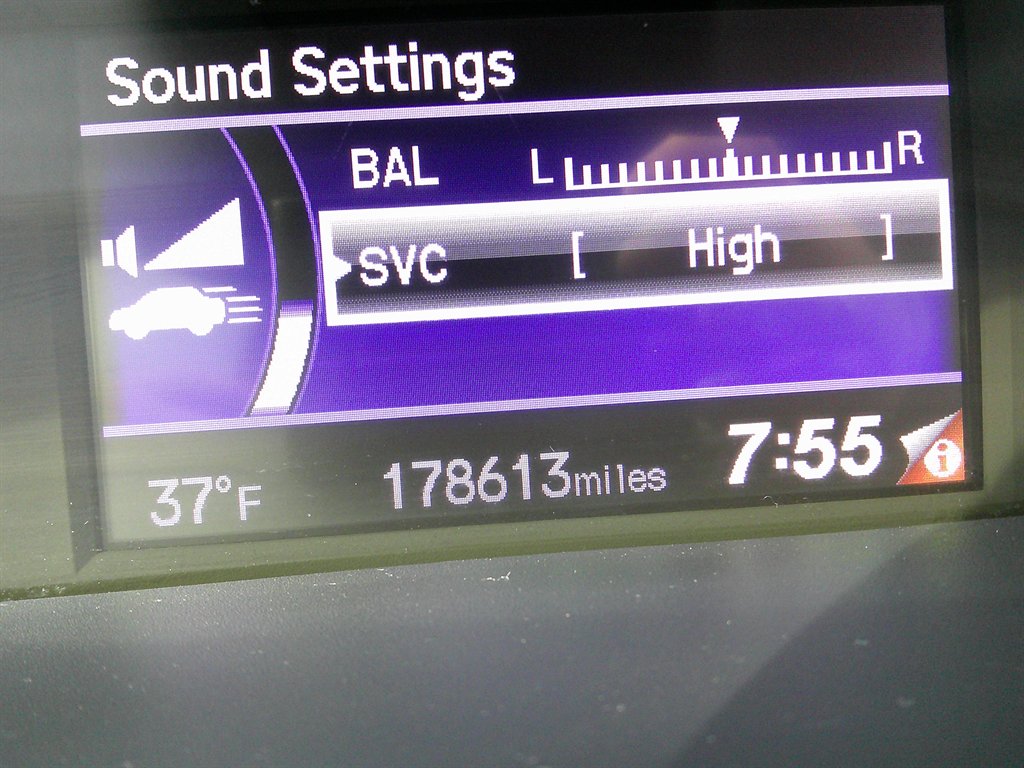 Sound Settings
BAL L R
SVC [ High ]
37°F 178613miles 7:55 i